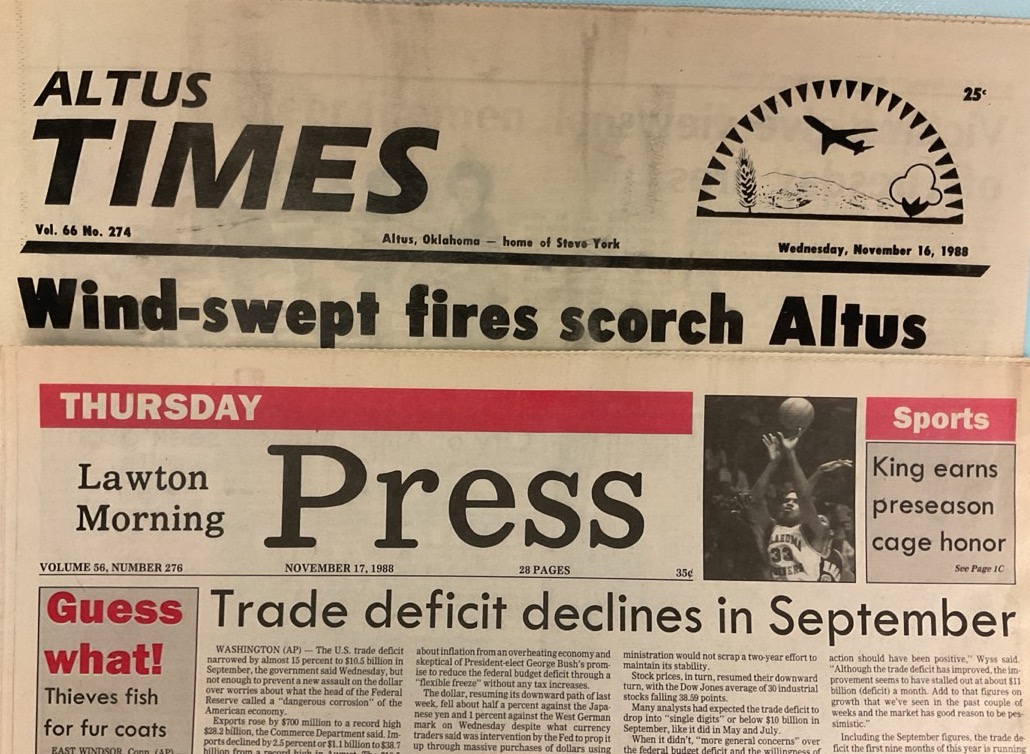 ALTUS
TIMES
25¢
Vol. 66 No. 274
Altus, Oklahoma — home of Steve York
Wednesday, November 16, 1988
Wind-swept fires scorch Altus
THURSDAY
Lawton
Morning
Press
VOLUME 56, NUMBER 276
NOVEMBER 17, 1988
28 PAGES
35¢
33
Sports
King earns
preseason
cage honor
See Page 1C
Guess
what!
Thieves fish
for fur coats
EAST WINDSOR, Conn. (AP)
Trade deficit declines in September
WASHINGTON (AP) — The U.S. trade deficit
narrowed by almost 15 percent to $10.5 billion in
September, the government said Wednesday, but
not enough to prevent a new assault on the dollar
over worries about what the head of the Federal
Reserve called a "dangerous corrosion" of the
American economy.
Exports rose by $700 million to a record high
$28.2 billion, the Commerce Department said. Im-
ports declined by 2.5 percent or $1.1 billion to $38.7
billion from a record high in August. The
about inflation from an overheating economy and
skeptical of President-elect George Bush's prom-
ise to reduce the federal budget deficit through a
"flexible freeze" without any tax increases.
The dollar, resuming its downward path of last
week, fell about half a percent against the Japa-
nese yen and 1 percent against the West German
mark on Wednesday despite what currency
traders said was intervention by the Fed to prop it
up through massive purchases of dollars using
ministration would not scrap a two-year effort to
maintain its stability.
Stock prices, in turn, resumed their downward
turn, with the Dow Jones average of 30 industrial
stocks falling 38.59 points.
Many analysts had expected the trade deficit to
drop into "single digits" or below $10 billion in
September, like it did in May and July.
When it didn't, "more general concerns" over
the federal budget deficit and the willingness of
action should have been positive," Wyss said.
"Although the trade deficit has improved, the im-
provement seems to have stalled out at about $11
billion (deficit) a month. Add to that figures on
growth that we've seen in the past couple of
weeks and the market has good reason to be pes-
simistic."
Including the September figures, the trade de-
ficit the first nine months of this year is running